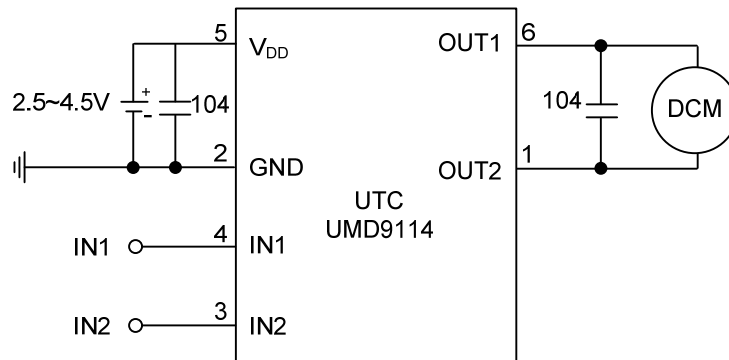 5
V_DD
OUT1
6
2.5~4.5V
+
-
104
104
DCM
2
GND
OUT2
1
UTC
UMD9114
IN1
4
IN1
IN2
3
IN2